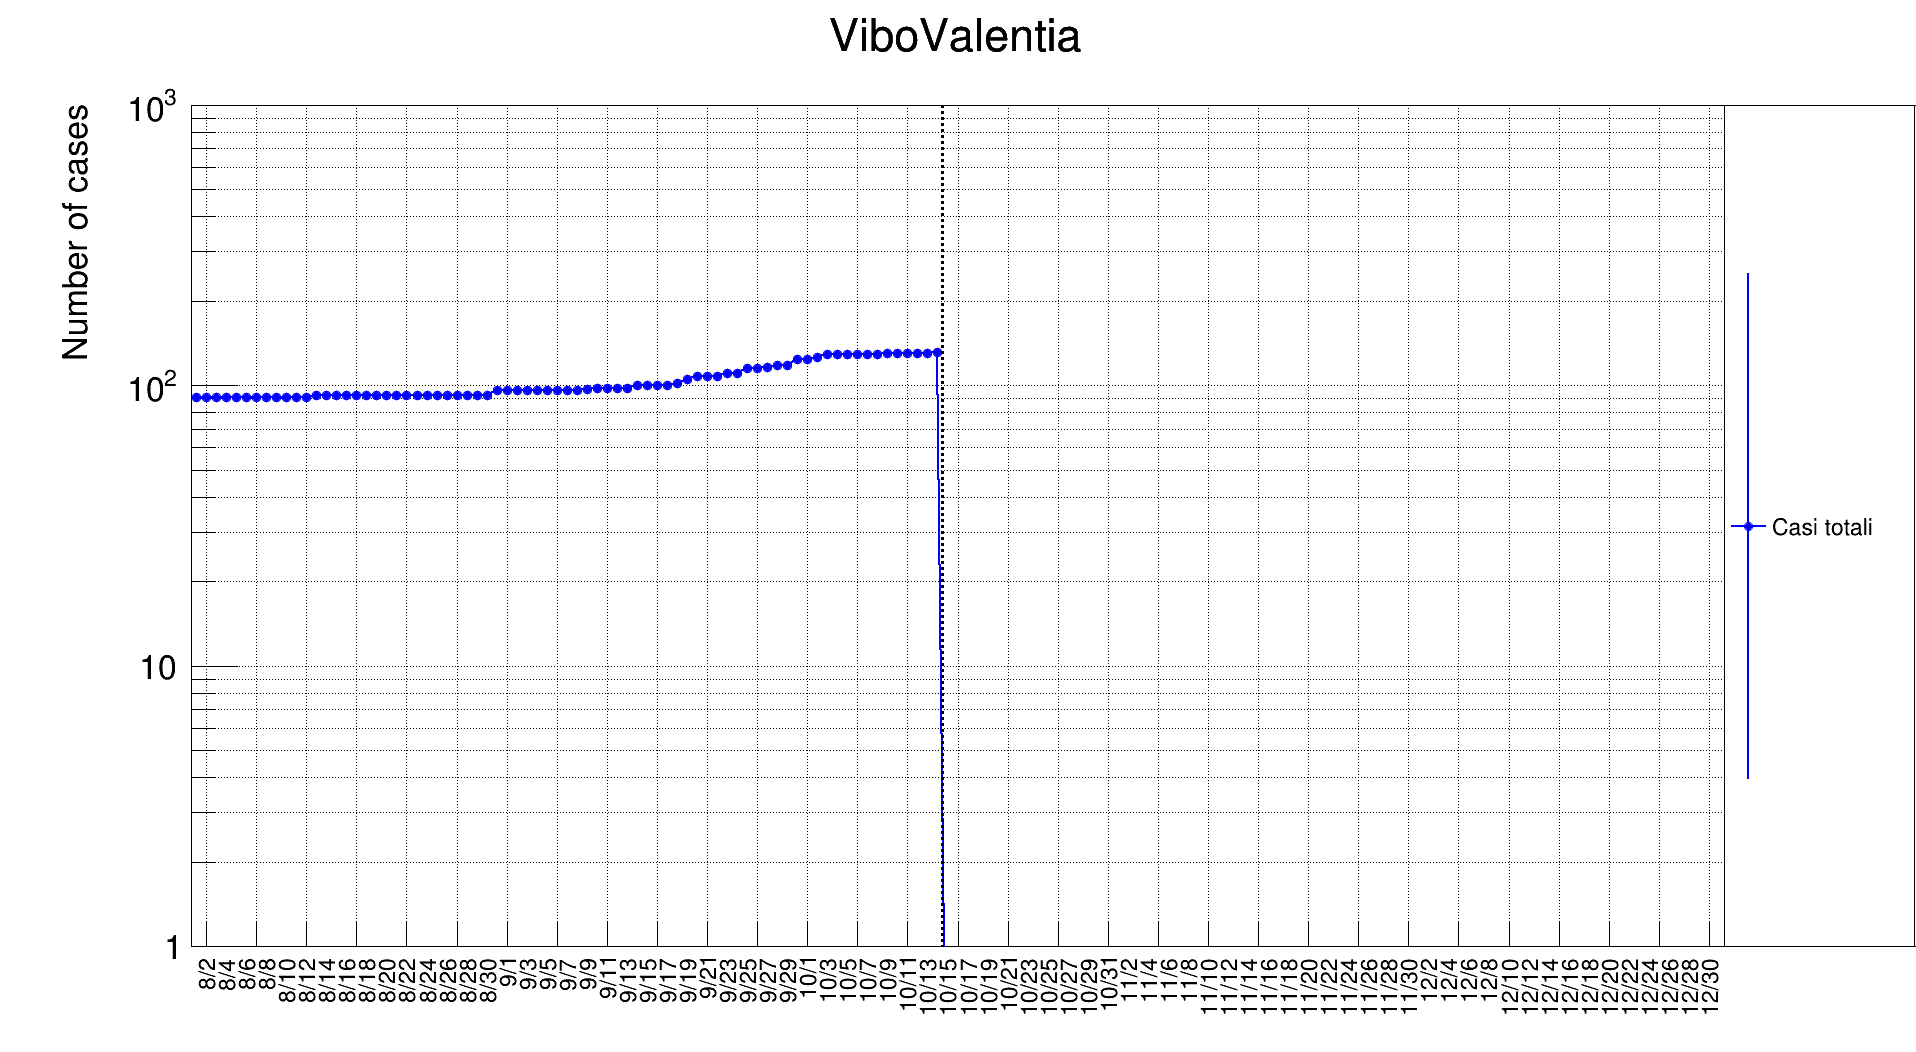 ViboValentia
Number of cases
10³
10²
10
1
8/2 8/4 8/6 8/8 8/10 8/12 8/14 8/16 8/18 8/20 8/22 8/24 8/26 8/28 8/30 9/1 9/3 9/5 9/7 9/9 9/11 9/13 9/15 9/17 9/19 9/21 9/23 9/25 9/27 9/29 10/1 10/3 10/5 10/7 10/9 10/11 10/13 10/15 10/17 10/19 10/21 10/23 10/25 10/27 10/29 10/31 11/2 11/4 11/6 11/8 11/10 11/12 11/14 11/16 11/18 11/20 11/22 11/24 11/26 11/28 11/30 12/2 12/4 12/6 12/8 12/10 12/12 12/14 12/16 12/18 12/20 12/22 12/24 12/26 12/28 12/30
Casi totali